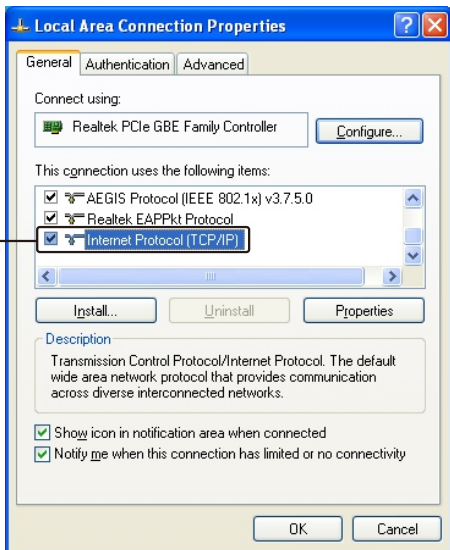 Local Area Connection Properties
General Authentication Advanced
Connect using:
Realtek PCIe GBE Family Controller Configure...
This connection uses the following items:
AEGIS Protocol (IEEE 802.1x) v3.7.5.0
Realtek EAPPkt Protocol
Internet Protocol (TCP/IP)
Install... Uninstall Properties
Description
Transmission Control Protocol/Internet Protocol. The default
wide area network protocol that provides communication
across diverse interconnected networks.
Show icon in notification area when connected
Notify me when this connection has limited or no connectivity
OK Cancel